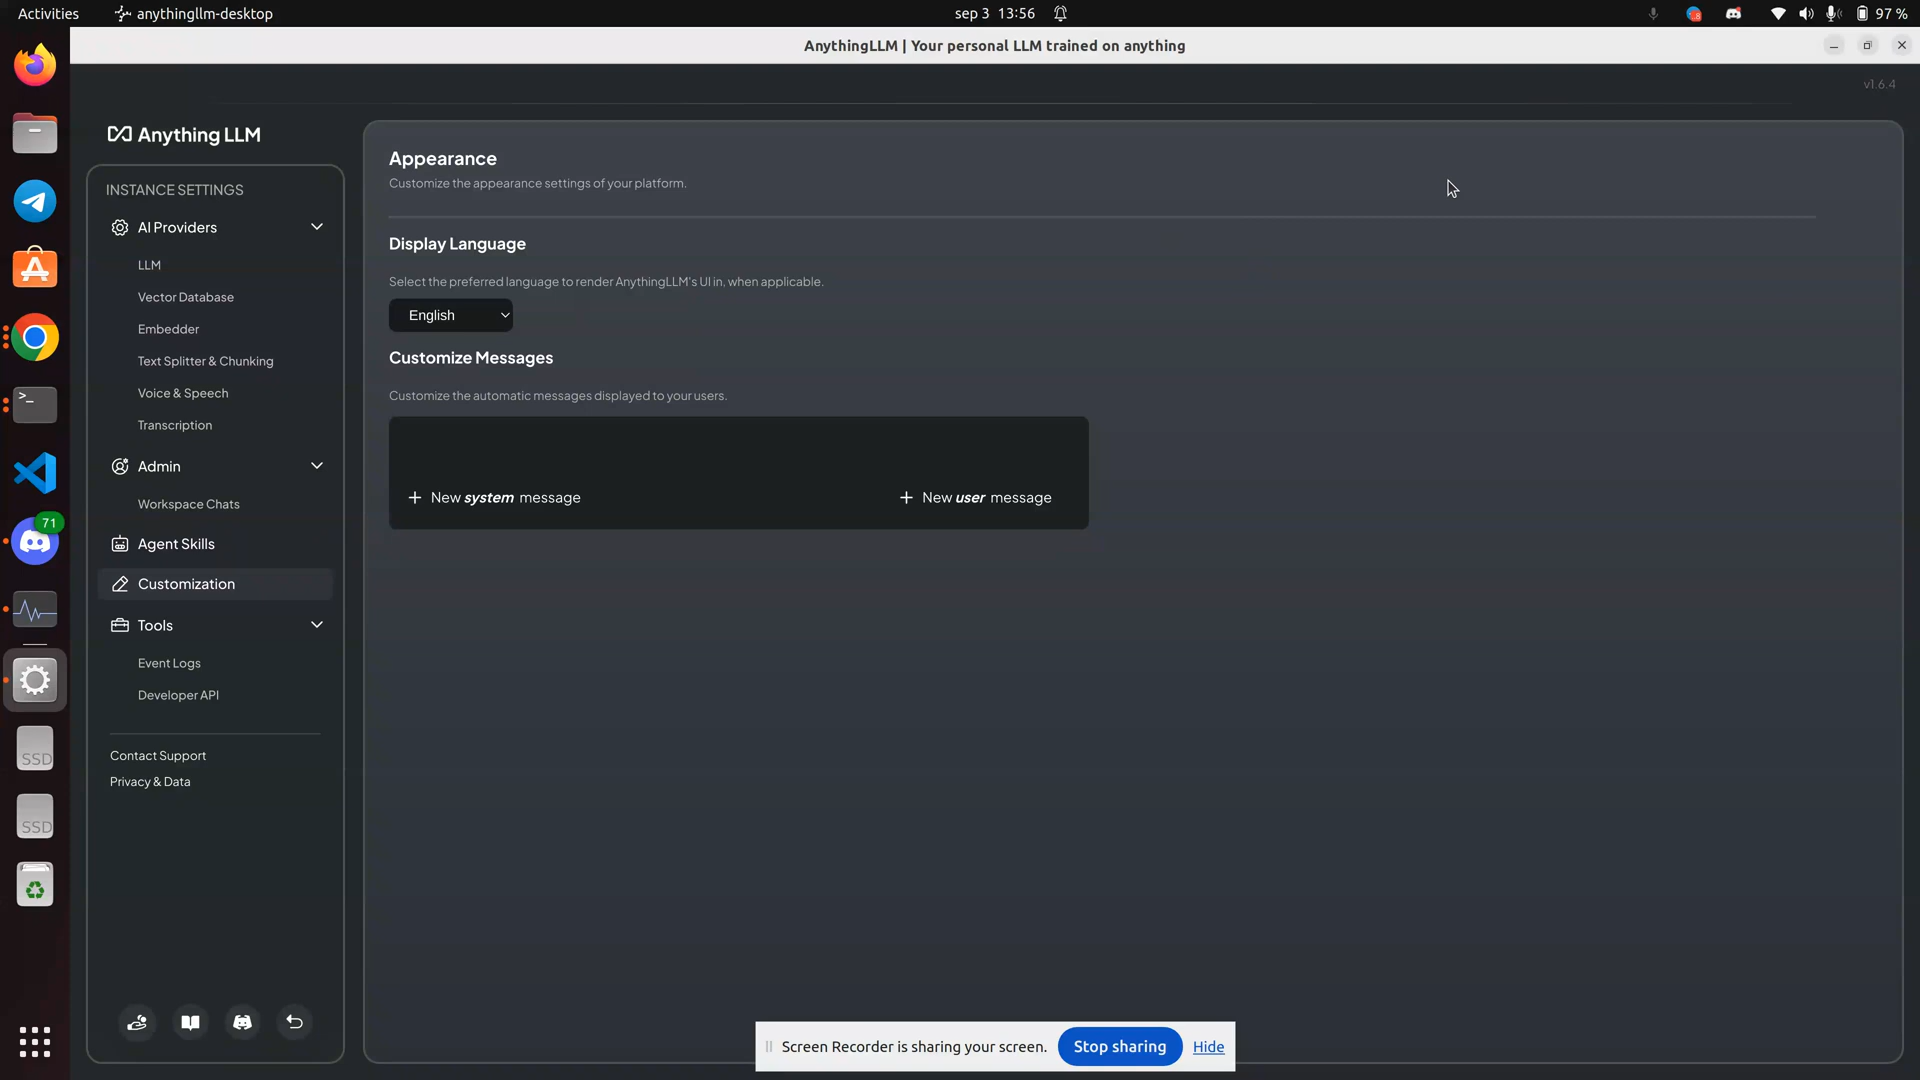 Activities
anythingllm-desktop
sep 3 13:56
97 %
AnythingLLM | Your personal LLM trained on anything
v1.6.4
Anything LLM
INSTANCE SETTINGS
AI Providers
LLM
Vector Database
Embedder
Text Splitter & Chunking
Voice & Speech
Transcription
Admin
Workspace Chats
Agent Skills
Customization
Tools
Event Logs
Developer API
Contact Support
Privacy & Data
Appearance
Customize the appearance settings of your platform.
Display Language
Select the preferred language to render AnythingLLM's UI in, when applicable.
English
Customize Messages
Customize the automatic messages displayed to your users.
New system message
New user message
71
SSD
SSD
Screen Recorder is sharing your screen.
Stop sharing
Hide